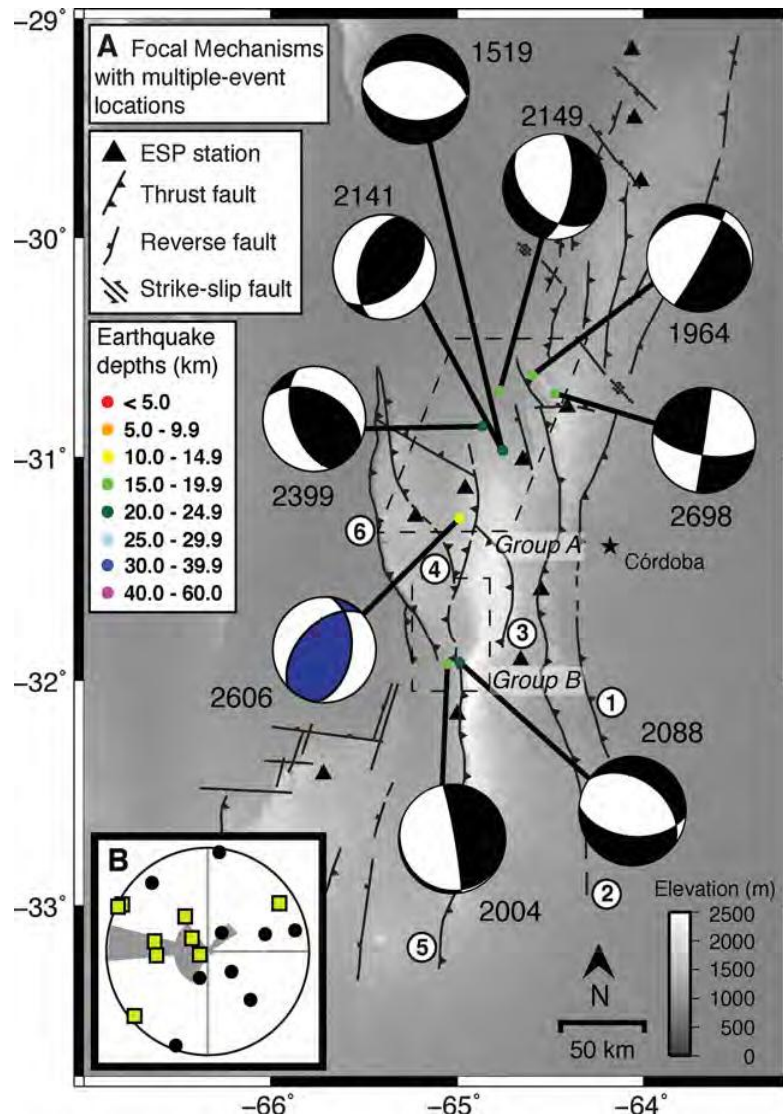 −29°
−30°
−31°
−32°
−33°
A Focal Mechanisms
with multiple-event
locations
ESP station
Thrust fault
Reverse fault
Strike-slip fault
Earthquake
depths (km)
< 5.0
5.0 - 9.9
10.0 - 14.9
15.0 - 19.9
20.0 - 24.9
25.0 - 29.9
30.0 - 39.9
40.0 - 60.0
1519
2149
2141
1964
2399
2698
6
Group A
Córdoba
4
3
2606
Group B
1
2088
2004
2
5
B
Elevation (m)
2500
2000
1500
1000
500
0
N
50 km
−66°
−65°
−64°